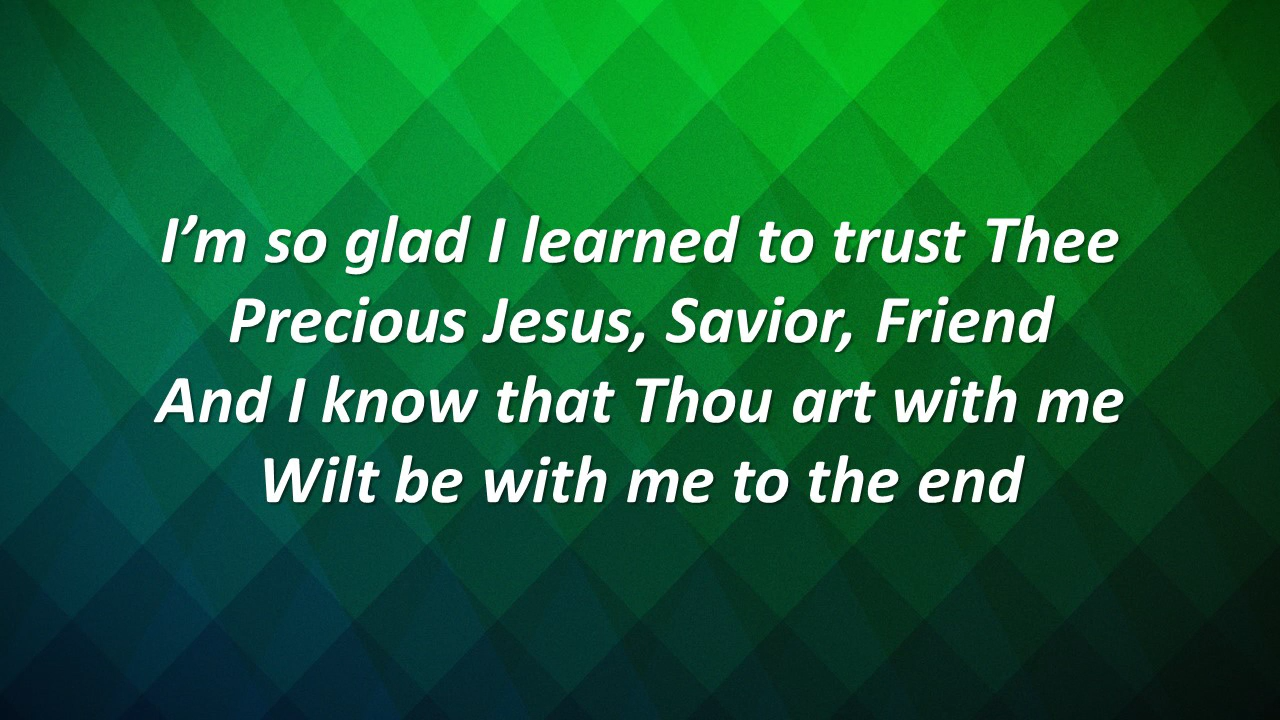 I’m so glad I learned to trust Thee
Precious Jesus, Savior, Friend
And I know that Thou art with me
Wilt be with me to the end